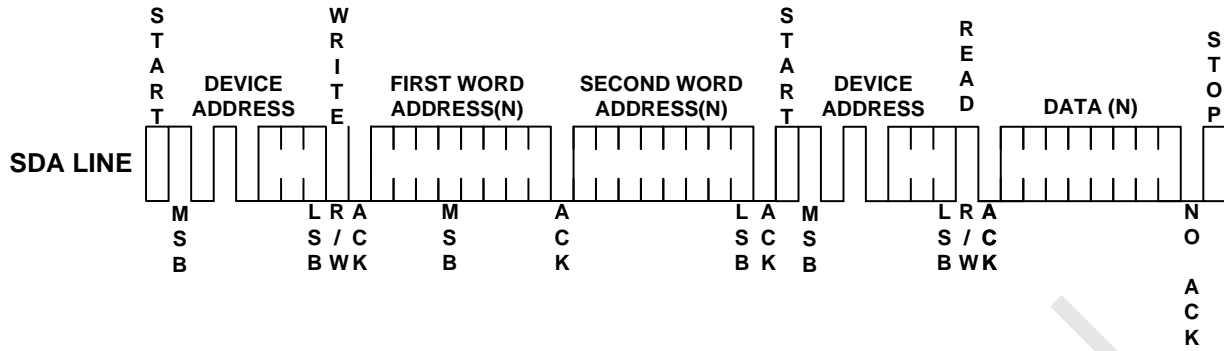 START
DEVICE
ADDRESS
WRITE
FIRST WORD
ADDRESS(N)
SECOND WORD
ADDRESS(N)
START
DEVICE
ADDRESS
READ
DATA (N)
STOP
SDA LINE
MSB
LSB
R/W
ACK
MSB
ACK
LSB
ACK
MSB
LSB
R/W
ACK
NO ACK